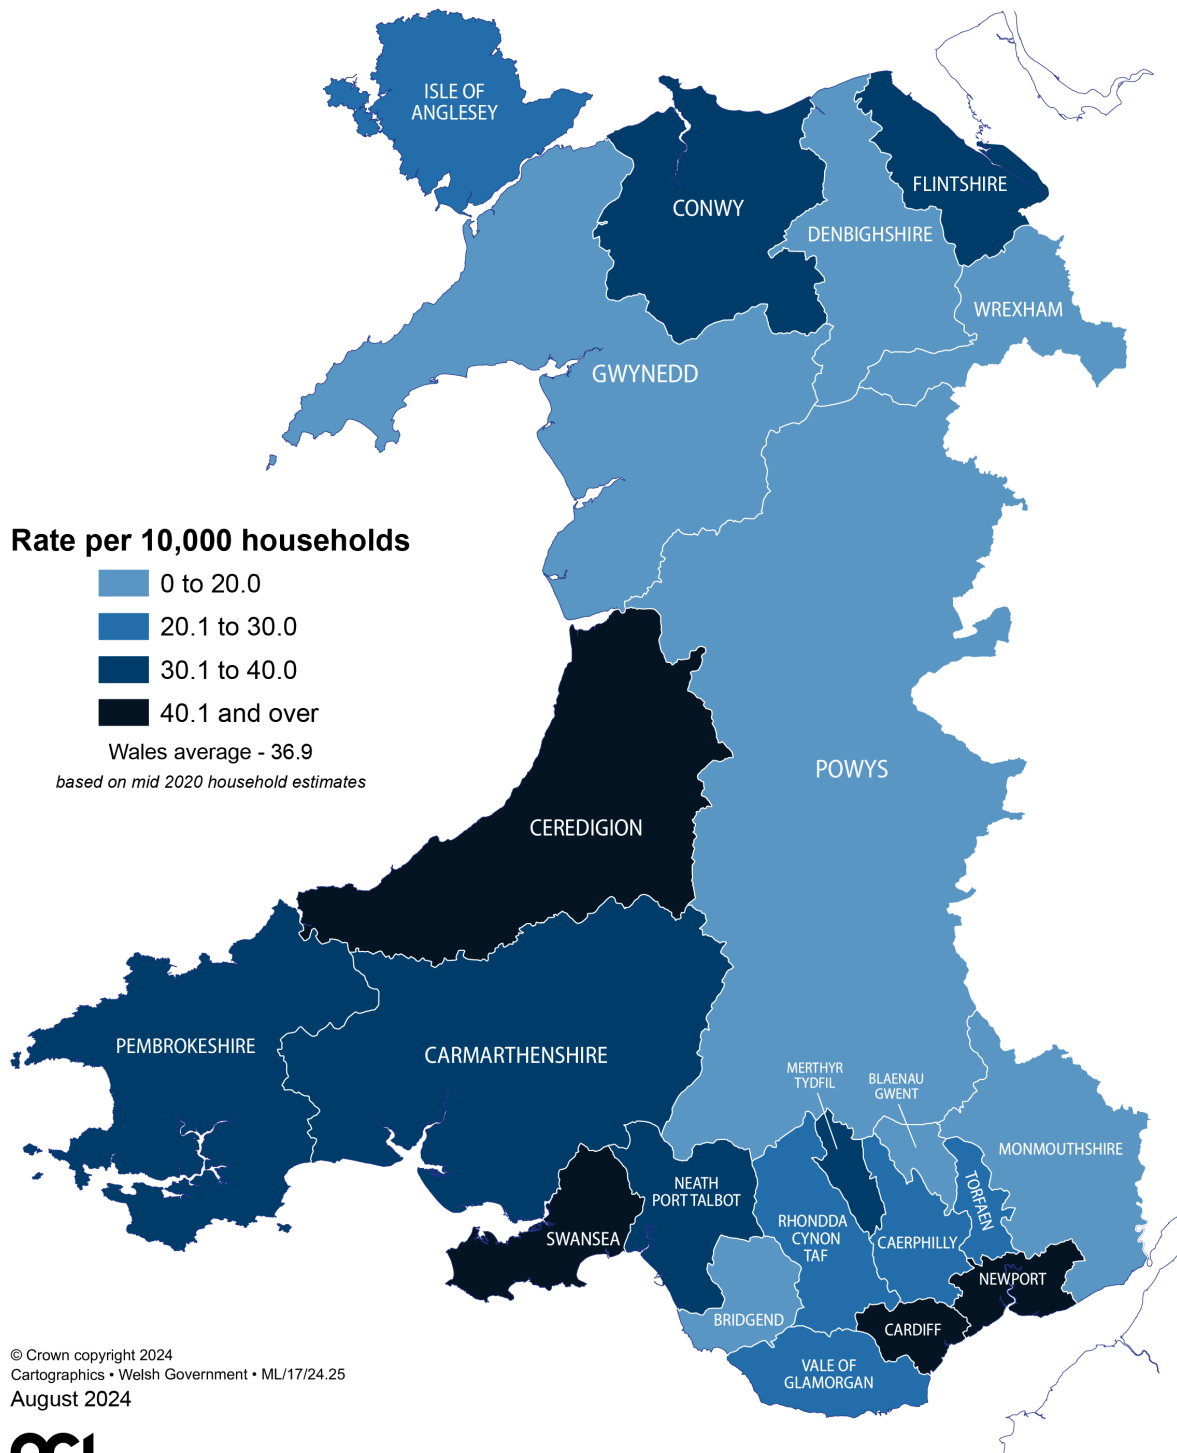 ISLE OF
ANGLESEY
FLINTSHIRE
CONWY
DENBIGHSHIRE
WREXHAM
GWYNEDD
Rate per 10,000 households
0 to 20.0
20.1 to 30.0
30.1 to 40.0
40.1 and over
Wales average - 36.9
based on mid 2020 household estimates
POWYS
CEREDIGION
PEMBROKESHIRE
CARMARTHENSHIRE
MERTHYR
TYDFIL
BLAENAU
GWENT
MONMOUTHSHIRE
NEATH
PORT TALBOT
TORFAEN
RHONDDA
CYNON
TAF
SWANSEA
CAERPHILLY
NEWPORT
BRIDGEND
CARDIFF
VALE OF
GLAMORGAN
© Crown copyright 2024
Cartographics • Welsh Government • ML/17/24.25
August 2024